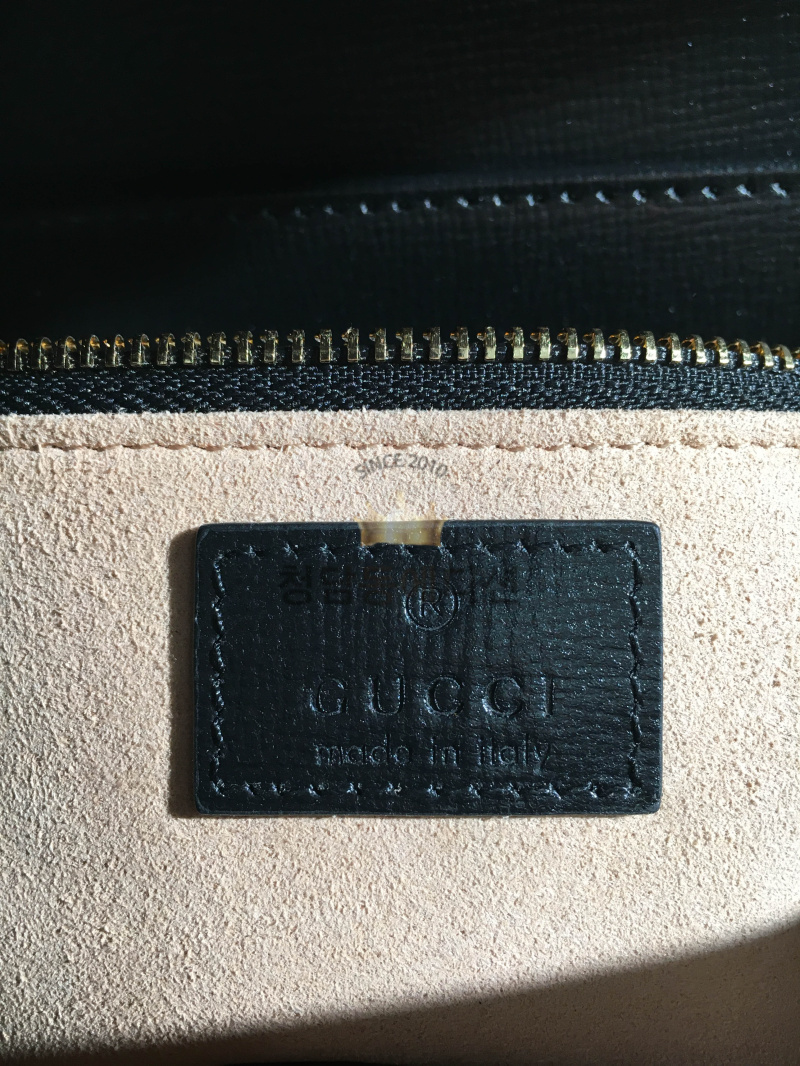 SINCE 2010
청담
®
GUCCI
made in italy